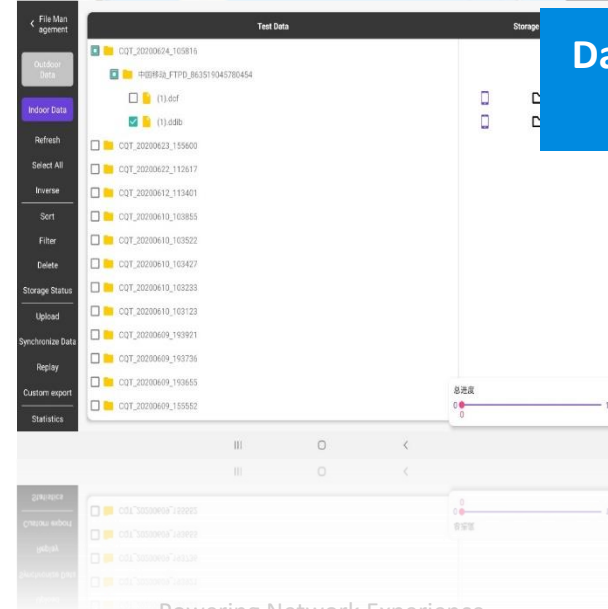 File Man
agement
Test Data
Storage
Da
Outdoor
Data
Indoor Data
Refresh
Select All
Inverse
Sort
Filter
Delete
Storage Status
Upload
Synchronize Data
Replay
Custom export
Statistics
CQT_20200624_105816
中国移动_FTPD_863519045780454
(1).dof
(1).ddib
CQT_20200623_155600
CQT_20200622_112617
CQT_20200612_113401
CQT_20200610_103855
CQT_20200610_103522
CQT_20200610_103427
CQT_20200610_103233
CQT_20200610_103123
CQT_20200609_193921
CQT_20200609_193736
CQT_20200609_193655
CQT_20200609_155552
总进度
0
0
Powering Network Experience